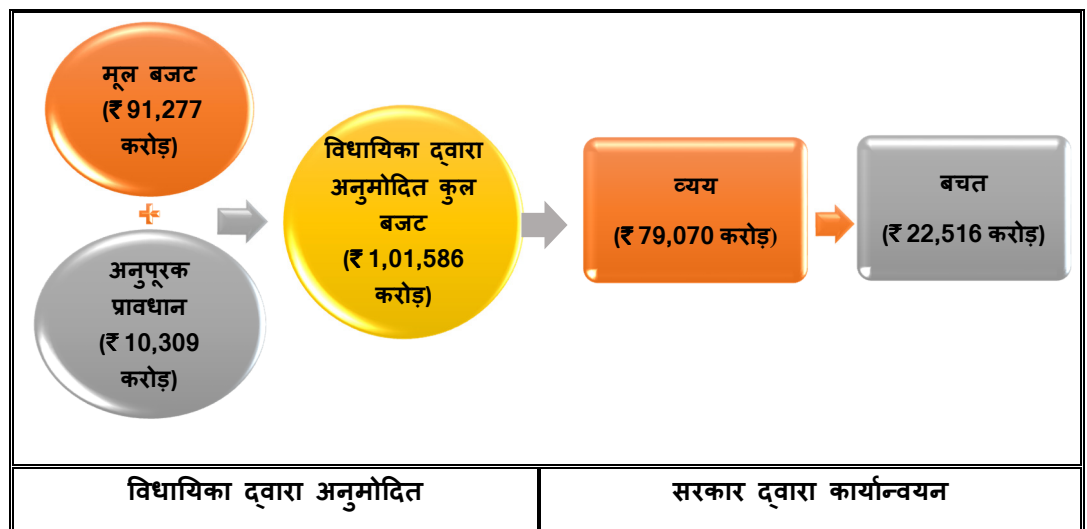 मूल बजट
(₹ 91,277
करोड़)
+
अनुपूरक
प्रावधान
(₹ 10,309
करोड़)
विधायिका द्वारा
अनुमोदित कुल
बजट
(₹ 1,01,586
करोड़)
व्यय
(₹ 79,070 करोड़)
बचत
(₹ 22,516 करोड़)
विधायिका द्वारा अनुमोदित
सरकार द्वारा कार्यान्वयन